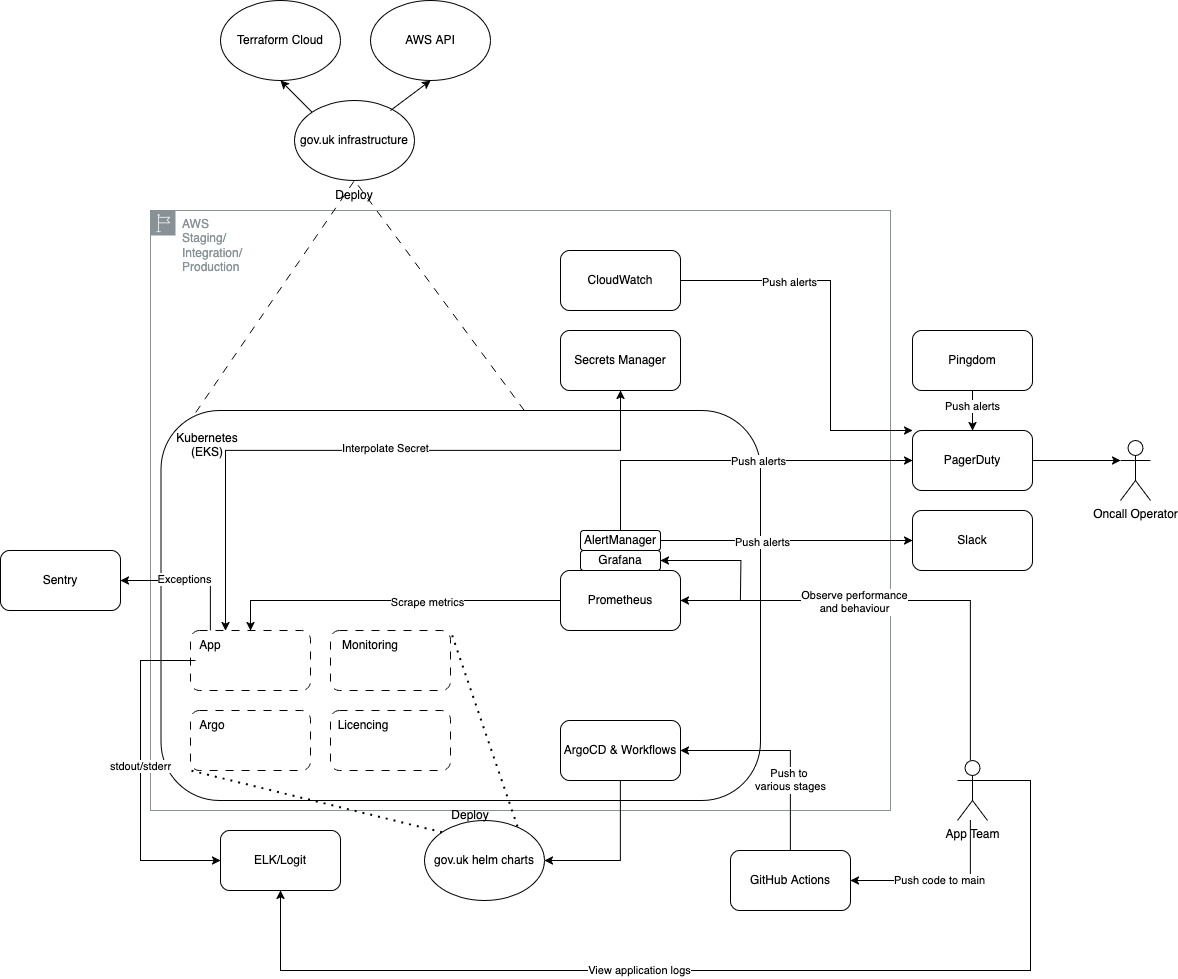 Terraform Cloud
AWS API
gov.uk infrastructure
Deploy
AWS
Staging/
Integration/
Production
CloudWatch
Push alerts
Secrets Manager
Pingdom
Push alerts
Kubernetes
(EKS)
Interpolate Secret
Push alerts
PagerDuty
Oncall Operator
AlertManager
Push alerts
Slack
Grafana
Sentry
Exceptions
Scrape metrics
Prometheus
Observe performance
and behaviour
App
Monitoring
Argo
Licencing
ArgoCD & Workflows
stdout/stderr
Push to
various stages
Deploy
App Team
ELK/Logit
gov.uk helm charts
GitHub Actions
Push code to main
View application logs